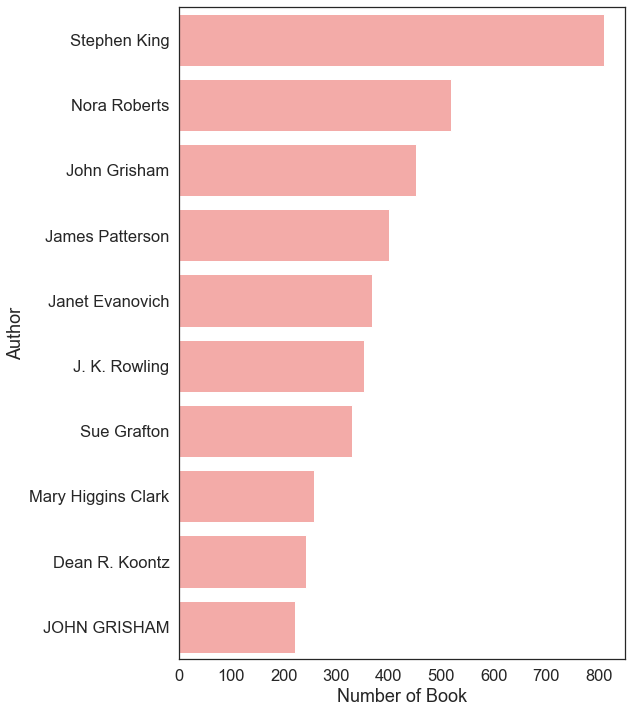 Stephen King
Nora Roberts
John Grisham
James Patterson
Janet Evanovich
J. K. Rowling
Sue Grafton
Mary Higgins Clark
Dean R. Koontz
JOHN GRISHAM
Author
0 100 200 300 400 500 600 700 800
Number of Book